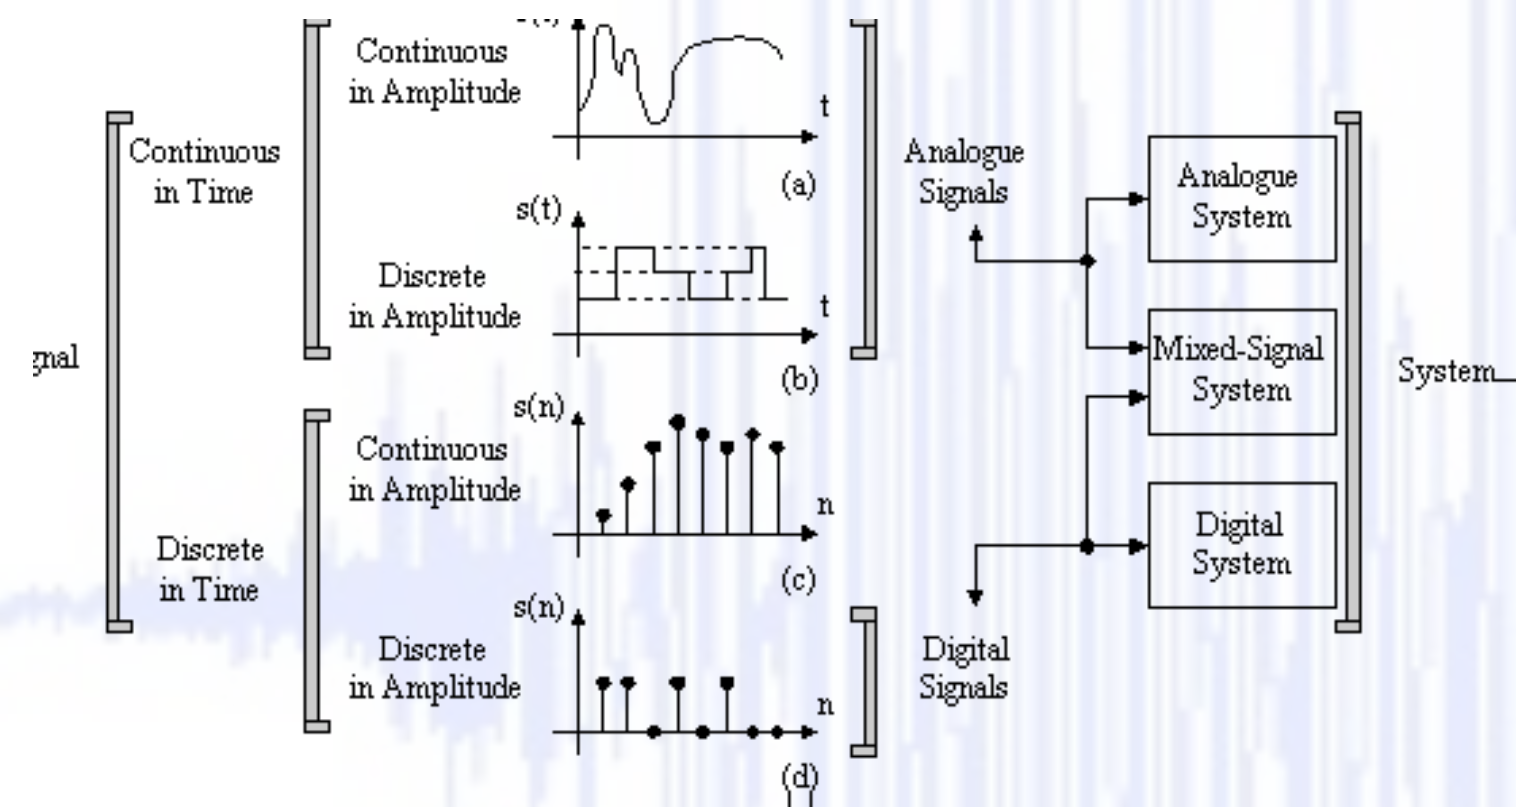 Continuous
in Amplitude
t
(a)
Continuous
in Time
s(t)
Discrete
in Amplitude
t
(b)
gnal
s(n)
Continuous
in Amplitude
n
(c)
Discrete
in Time
s(n)
Discrete
in Amplitude
n
(d)
Analogue
Signals
Digital
Signals
Analogue
System
Mixed-Signal
System
Digital
System
System